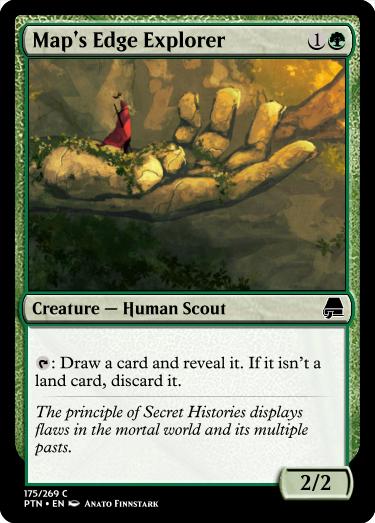 Map's Edge Explorer 1
Creature — Human Scout
: Draw a card and reveal it. If it isn't a
land card, discard it.
The principle of Secret Histories displays
flaws in the mortal world and its multiple
pasts.
2/2
175/269 C
PTN • EN Anato Finnstark